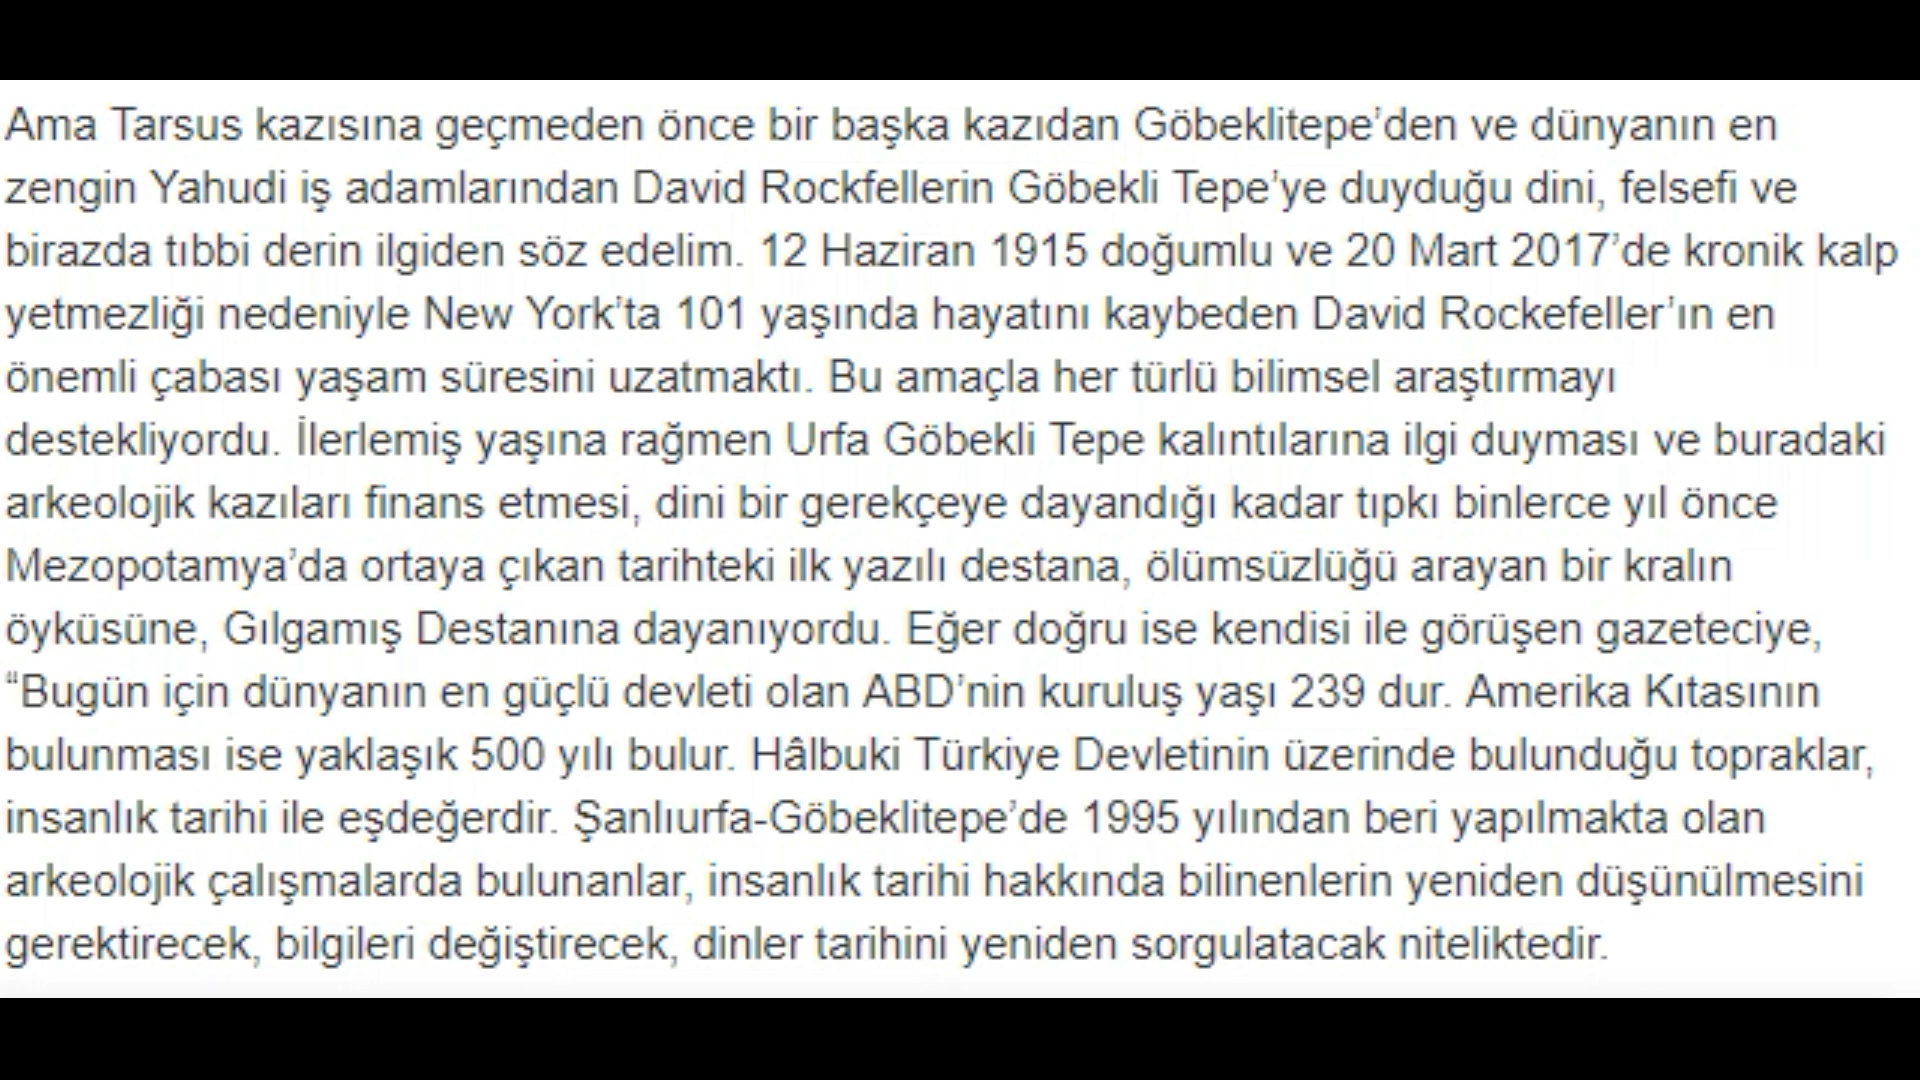 Ama Tarsus kazısına geçmeden önce bir başka kazıdan Göbeklitepe’den ve dünyanın en
zengin Yahudi iş adamlarından David Rockfellerin Göbekli Tepe’ye duyduğu dini, felsefi ve
birazda tıbbi derin ilgiden söz edelim. 12 Haziran 1915 doğumlu ve 20 Mart 2017’de kronik kalp
yetmezliği nedeniyle New York’ta 101 yaşında hayatını kaybeden David Rockefeller’ın en
önemli çabası yaşam süresini uzatmaktı. Bu amaçla her türlü bilimsel araştırmayı
destekliyordu. İlerlemiş yaşına rağmen Urfa Göbekli Tepe kalıntılarına ilgi duyması ve buradaki
arkeolojik kazıları finans etmesi, dini bir gerekçeye dayandığı kadar tıpkı binlerce yıl önce
Mezopotamya’da ortaya çıkan tarihteki ilk yazılı destana, ölümsüzlüğü arayan bir kralın
öyküsüne, Gılgamış Destanına dayanıyordu. Eğer doğru ise kendisi ile görüşen gazeteciye,
“Bugün için dünyanın en güçlü devleti olan ABD’nin kuruluş yaşı 239 dur. Amerika Kıtasının
bulunması ise yaklaşık 500 yılı bulur. Hâlbuki Türkiye Devletinin üzerinde bulunduğu topraklar,
insanlık tarihi ile eşdeğerdir. Şanlıurfa-Göbeklitepe’de 1995 yılından beri yapılmakta olan
arkeolojik çalışmalarda bulunanlar, insanlık tarihi hakkında bilinenlerin yeniden düşünülmesini
gerektirecek, bilgileri değiştirecek, dinler tarihini yeniden sorgulatacak niteliktedir.